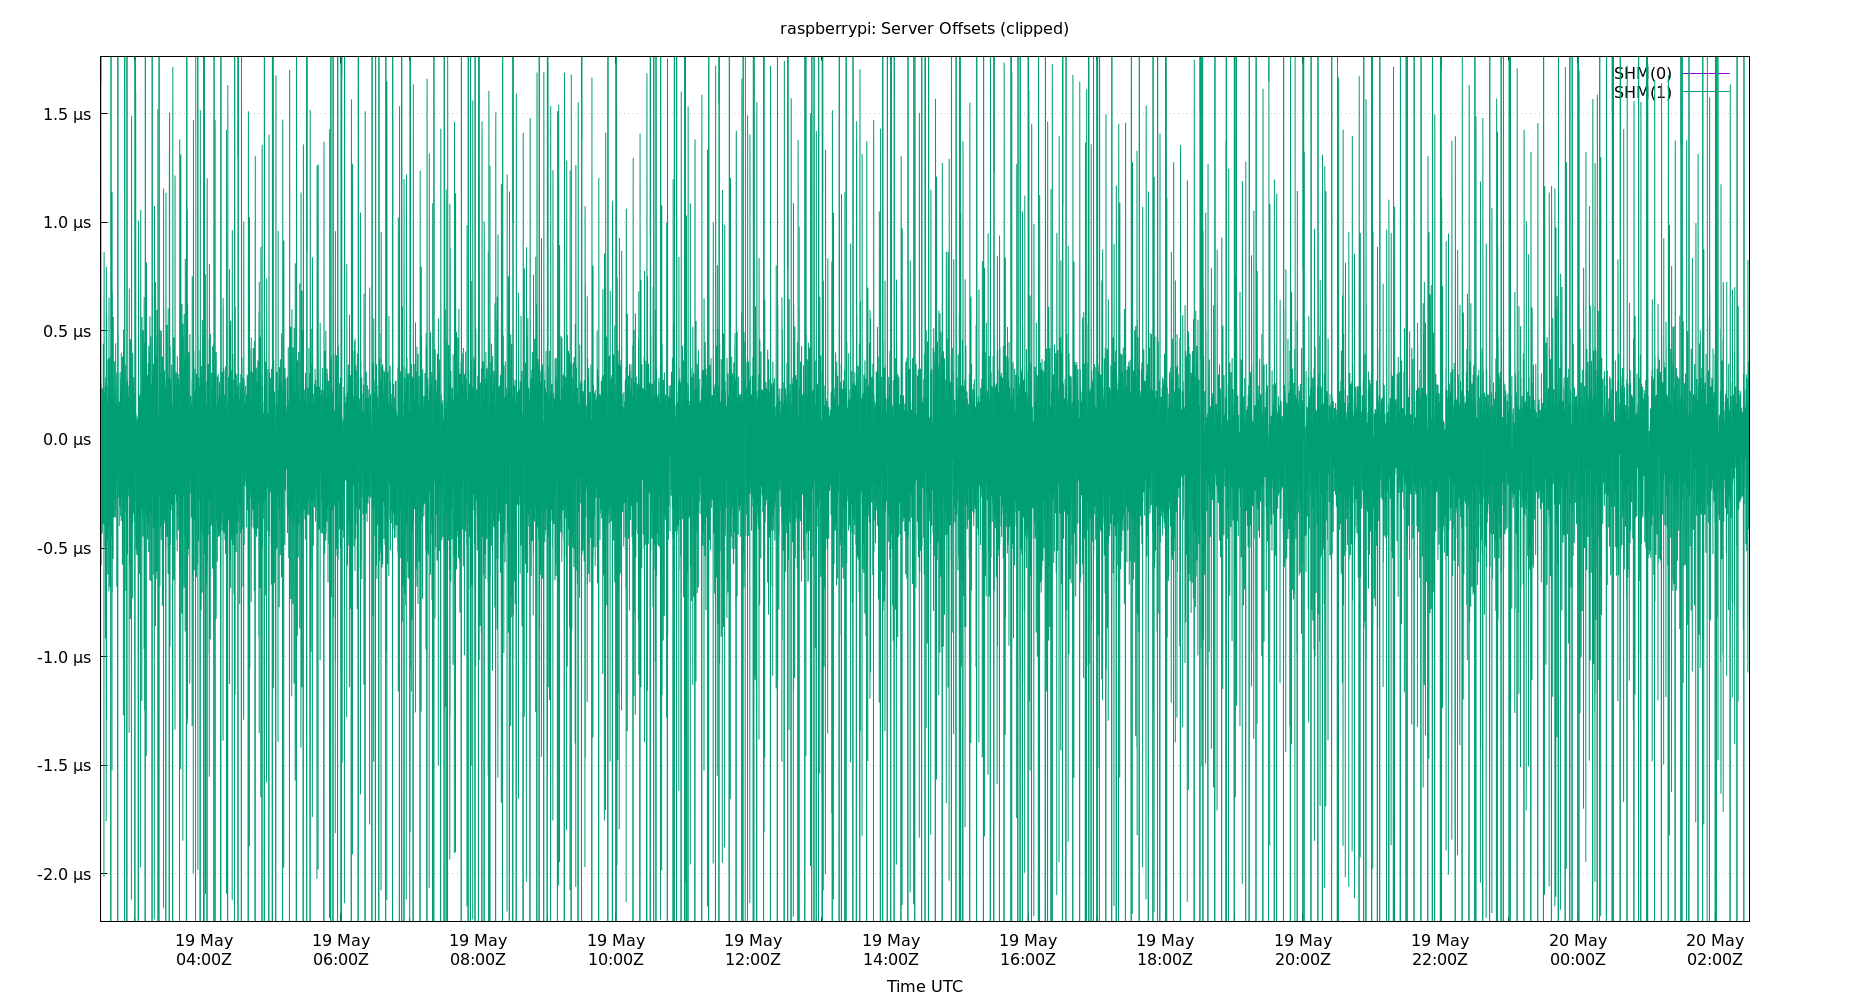 raspberrypi: Server Offsets (clipped)
SHM(0)
SHM(1)
1.5 µs
1.0 µs
0.5 µs
0.0 µs
-0.5 µs
-1.0 µs
-1.5 µs
-2.0 µs
19 May 19 May 19 May 19 May 19 May 19 May 19 May 19 May 19 May 19 May 20 May 20 May
04:00Z 06:00Z 08:00Z 10:00Z 12:00Z 14:00Z 16:00Z 18:00Z 20:00Z 22:00Z 00:00Z 02:00Z
Time UTC